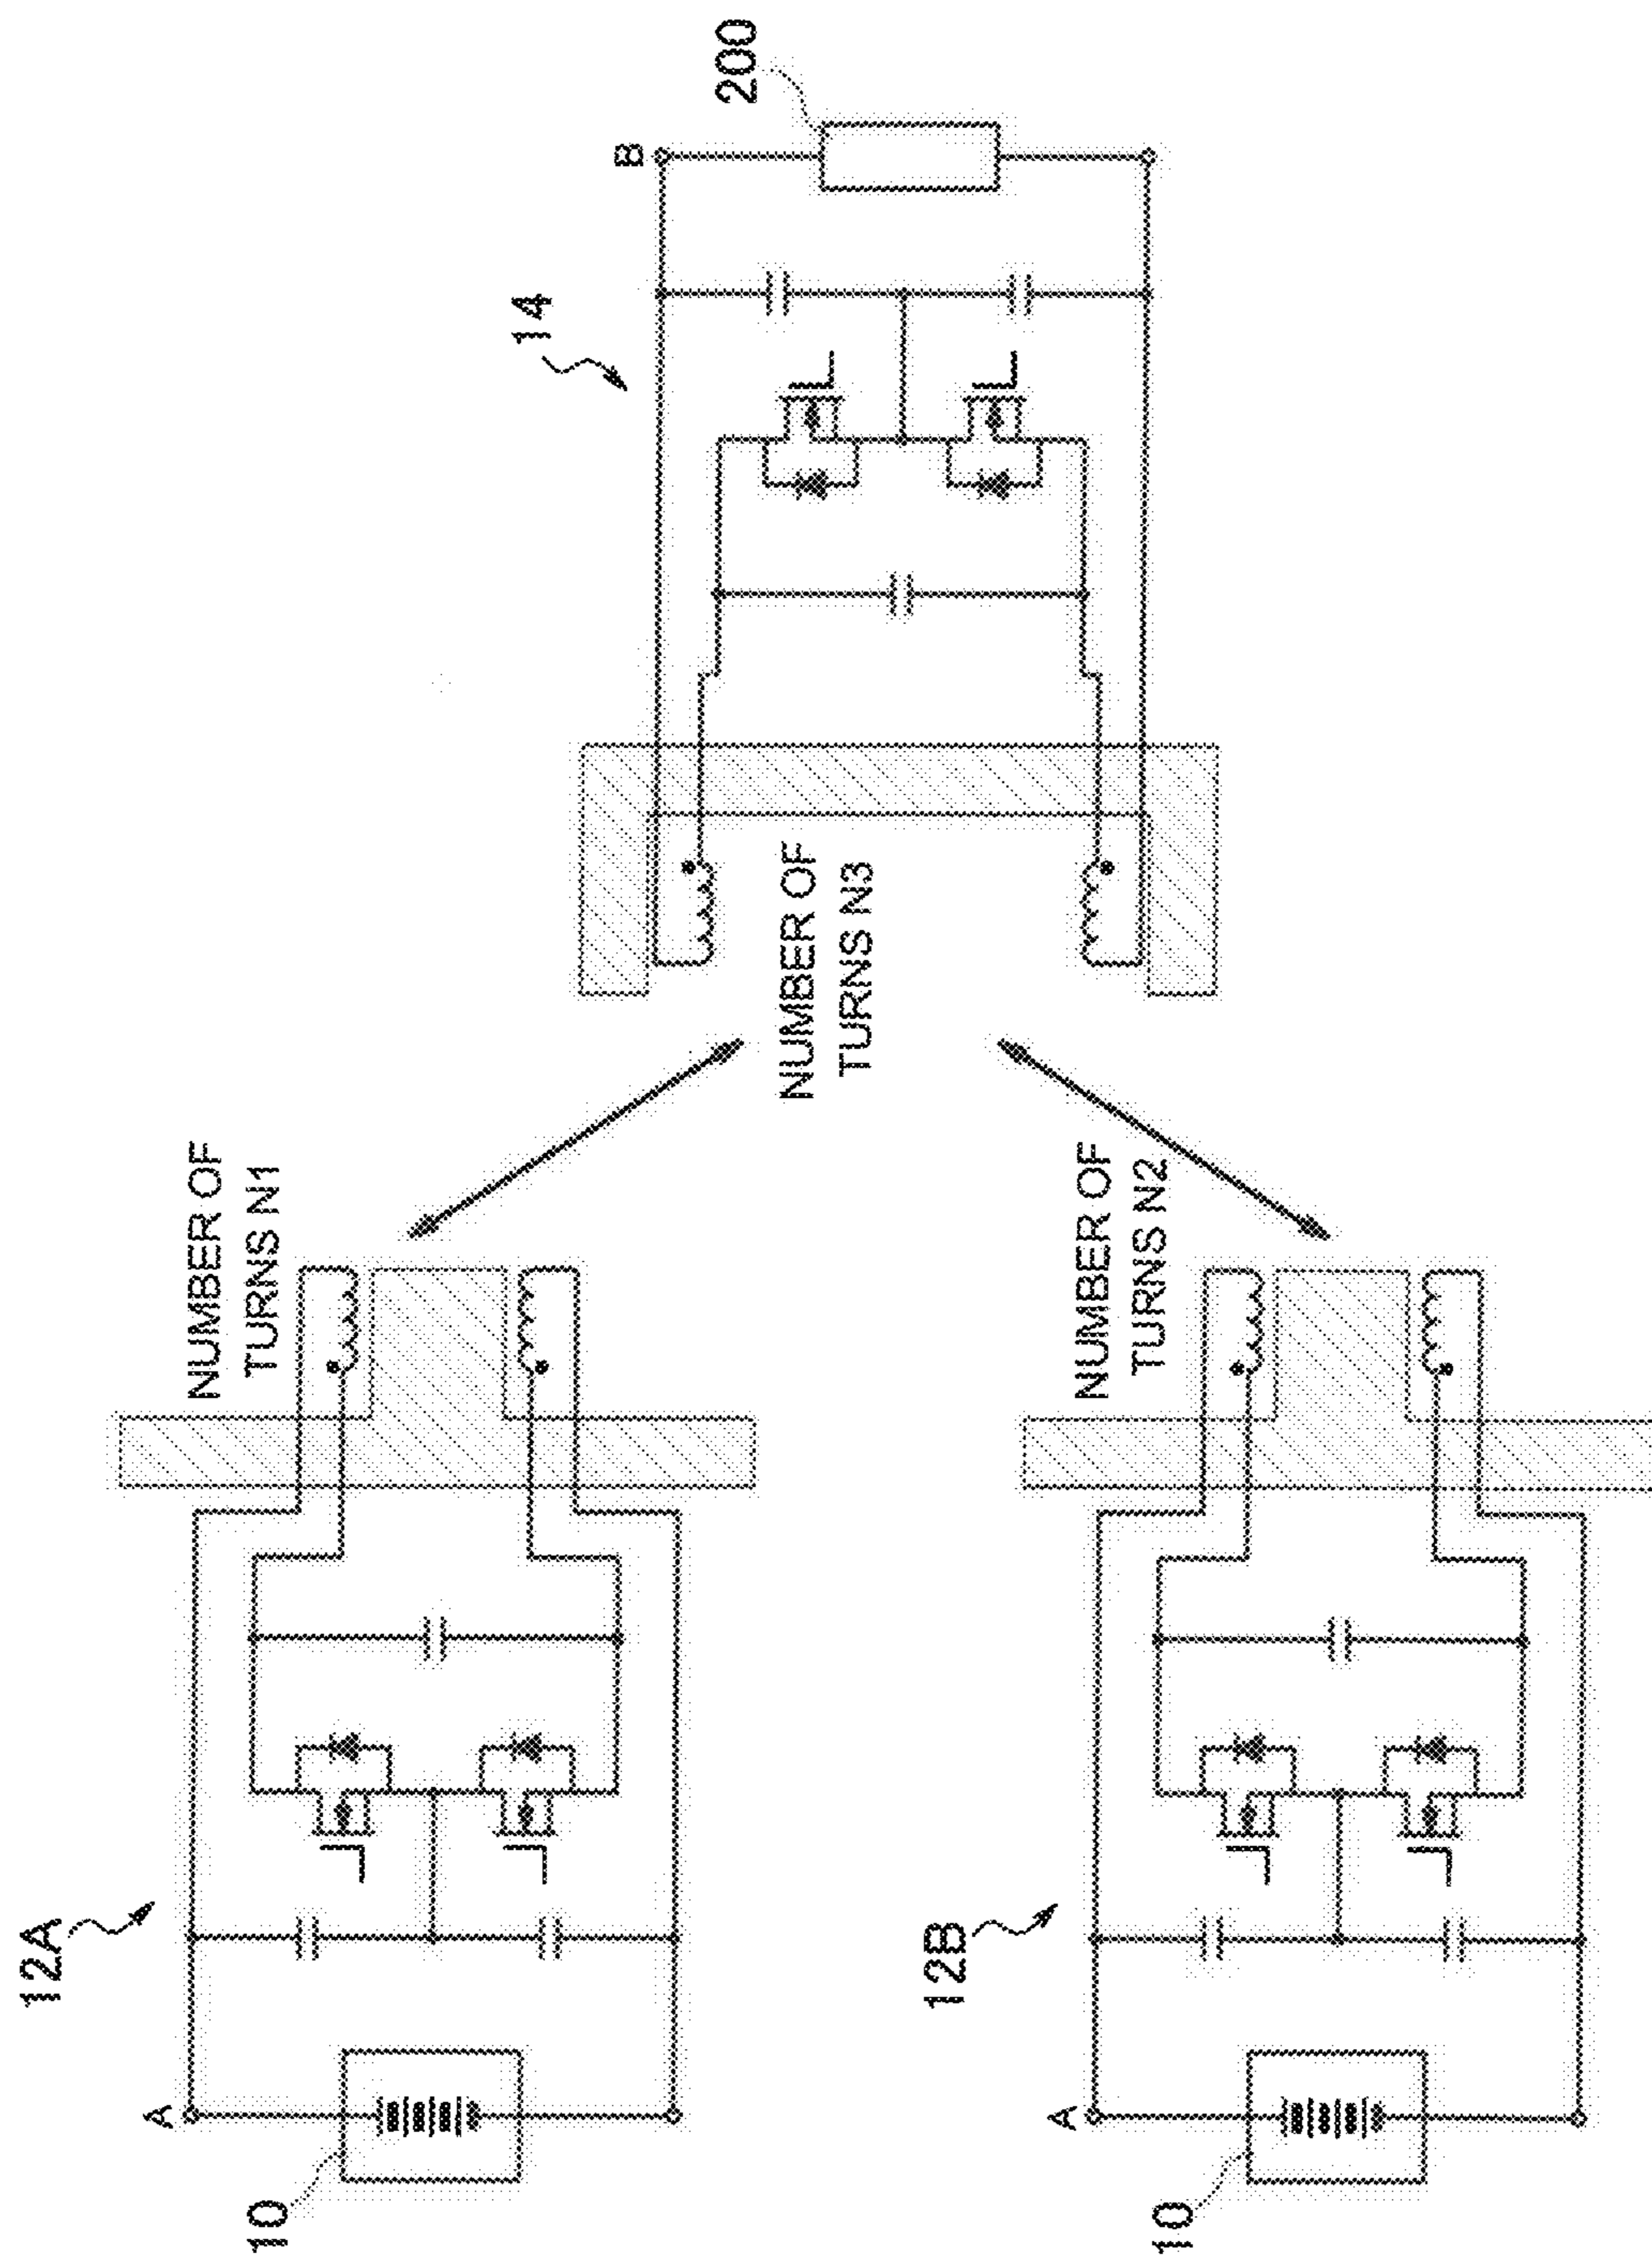 12A
A
10
NUMBER OF
TURNS N1
12B
A
10
NUMBER OF
TURNS N2
NUMBER OF
TURNS N3
14
B
200